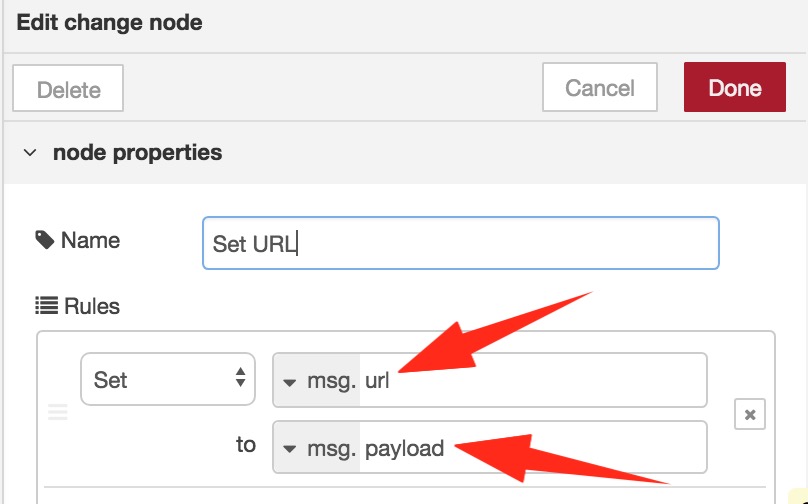 Edit change node
Delete Cancel Done
node properties
Name Set URL
Rules
Set msg. url
to msg. payload